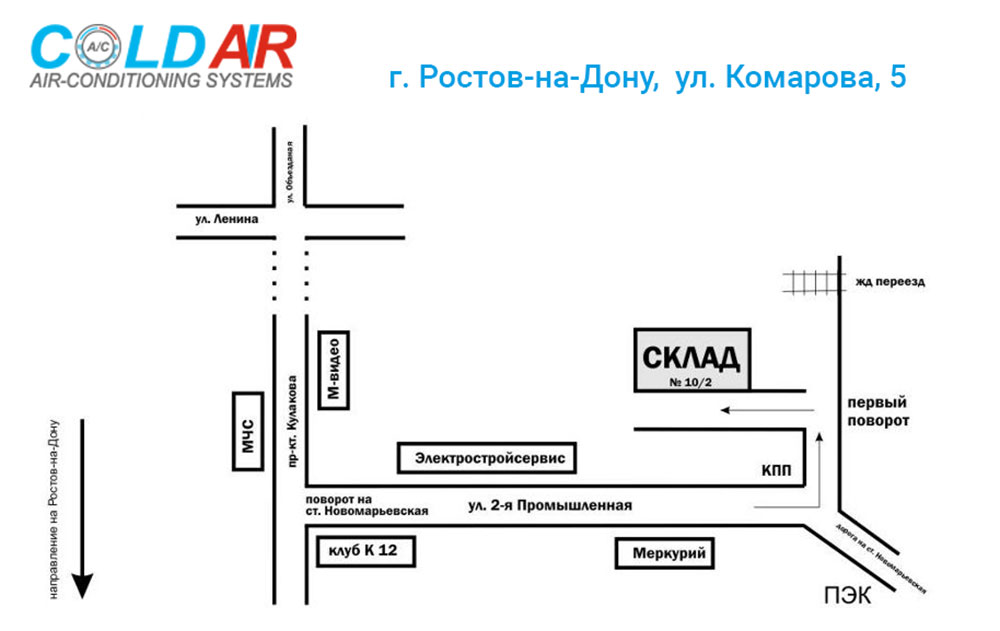 COLD AIR
A/C
AIR-CONDITIONING SYSTEMS
г. Ростов-на-Дону, ул. Комарова, 5
ул. Объездная
ул. Ленина
жд переезд
М-видео
СКЛАД
№ 10/2
пр-кт. Кулакова
МЧС
первый
поворот
направление на Ростов-на-Дону
Электростройсервис
КПП
поворот на
ст. Новомарьевская
ул. 2-я Промышленная
клуб К 12
Меркурий
дорога на ст. Новомарьевская
ПЭК